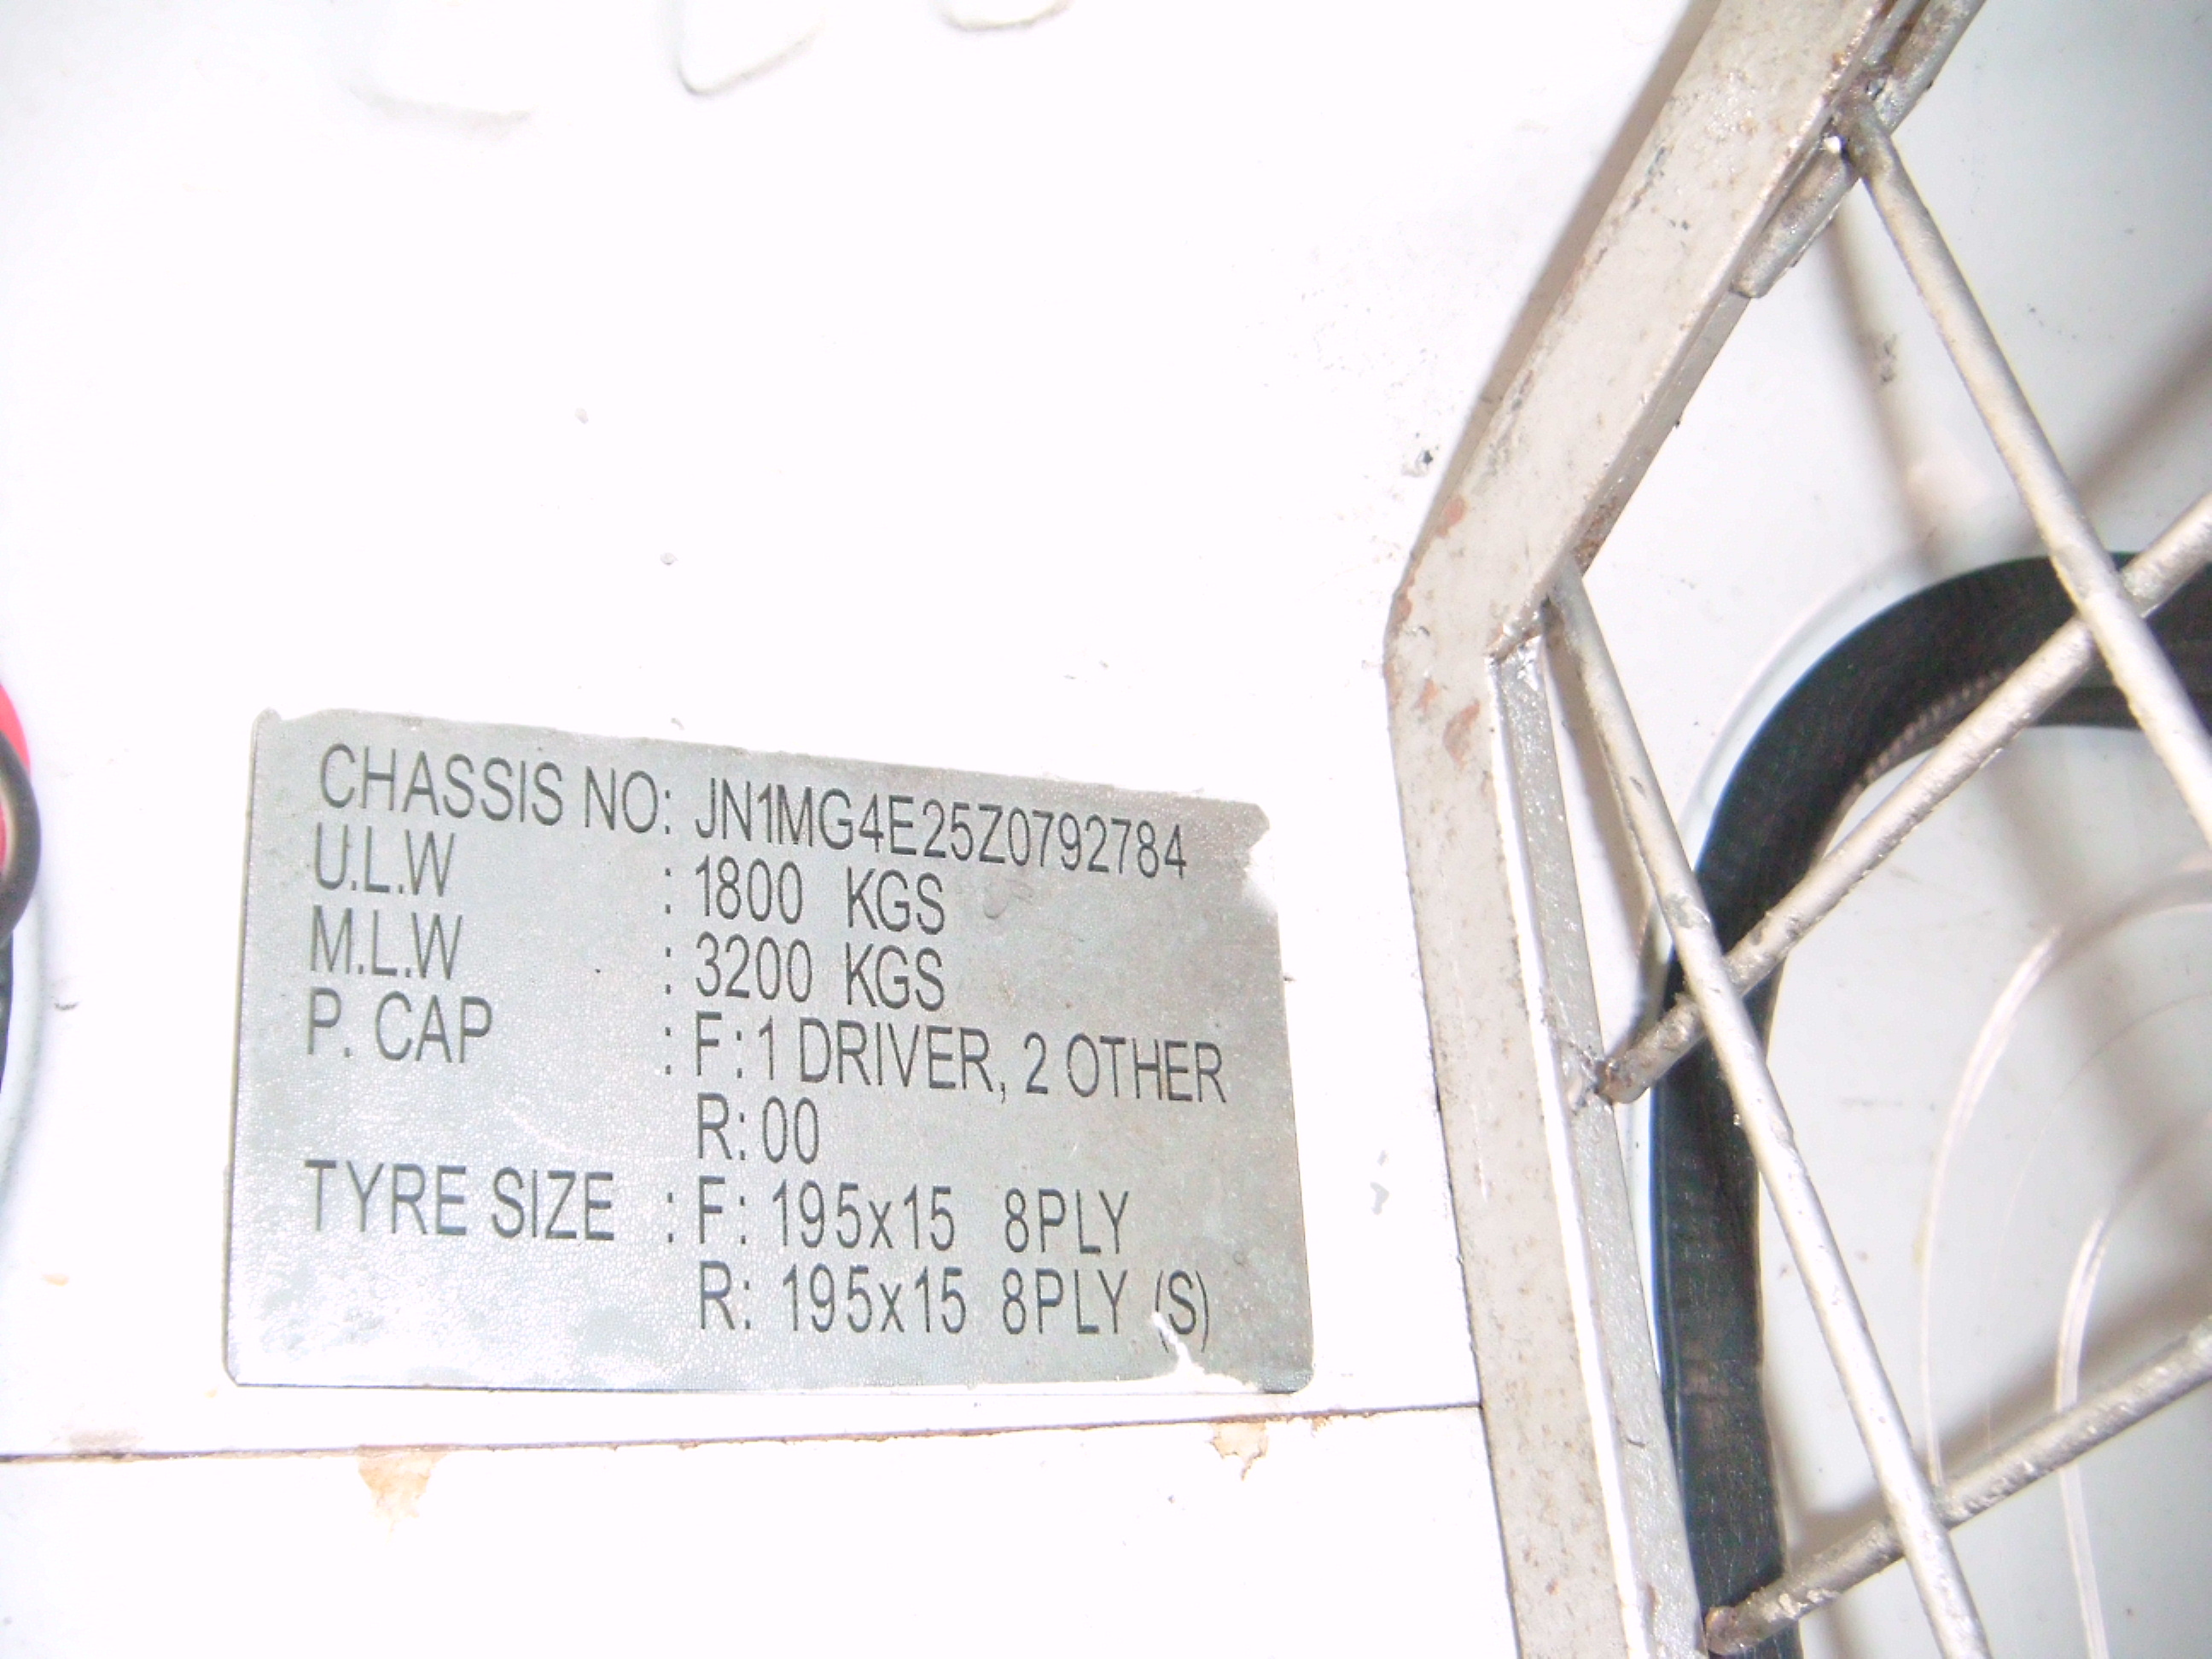 CHASSIS NO: JN1MG4E25Z0792784
U.L.W : 1800 KGS
M.L.W : 3200 KGS
P. CAP : F: 1 DRIVER, 2 OTHER
R: 00
TYRE SIZE : F: 195x15 8PLY
R: 195x15 8PLY (S)